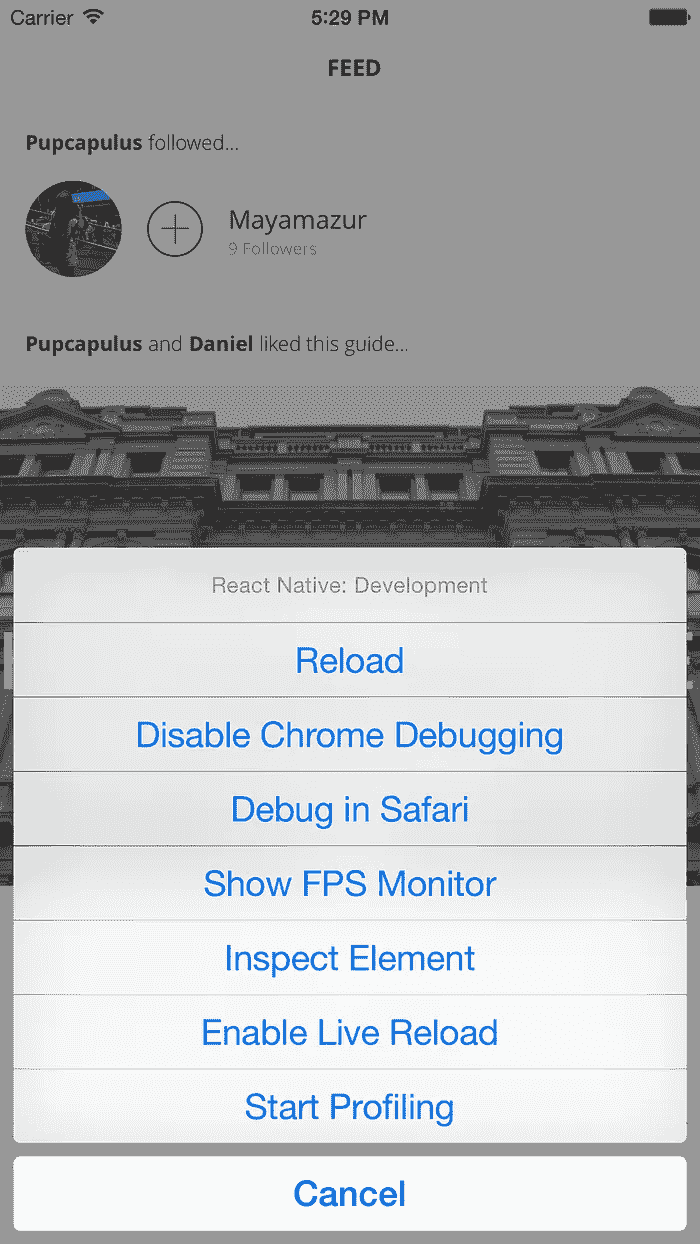 Carrier 5:29 PM
FEED
Pupcapulus followed...
Mayamazur
9 Followers
Pupcapulus and Daniel liked this guide...
React Native: Development
Reload
Disable Chrome Debugging
Debug in Safari
Show FPS Monitor
Inspect Element
Enable Live Reload
Start Profiling
Cancel